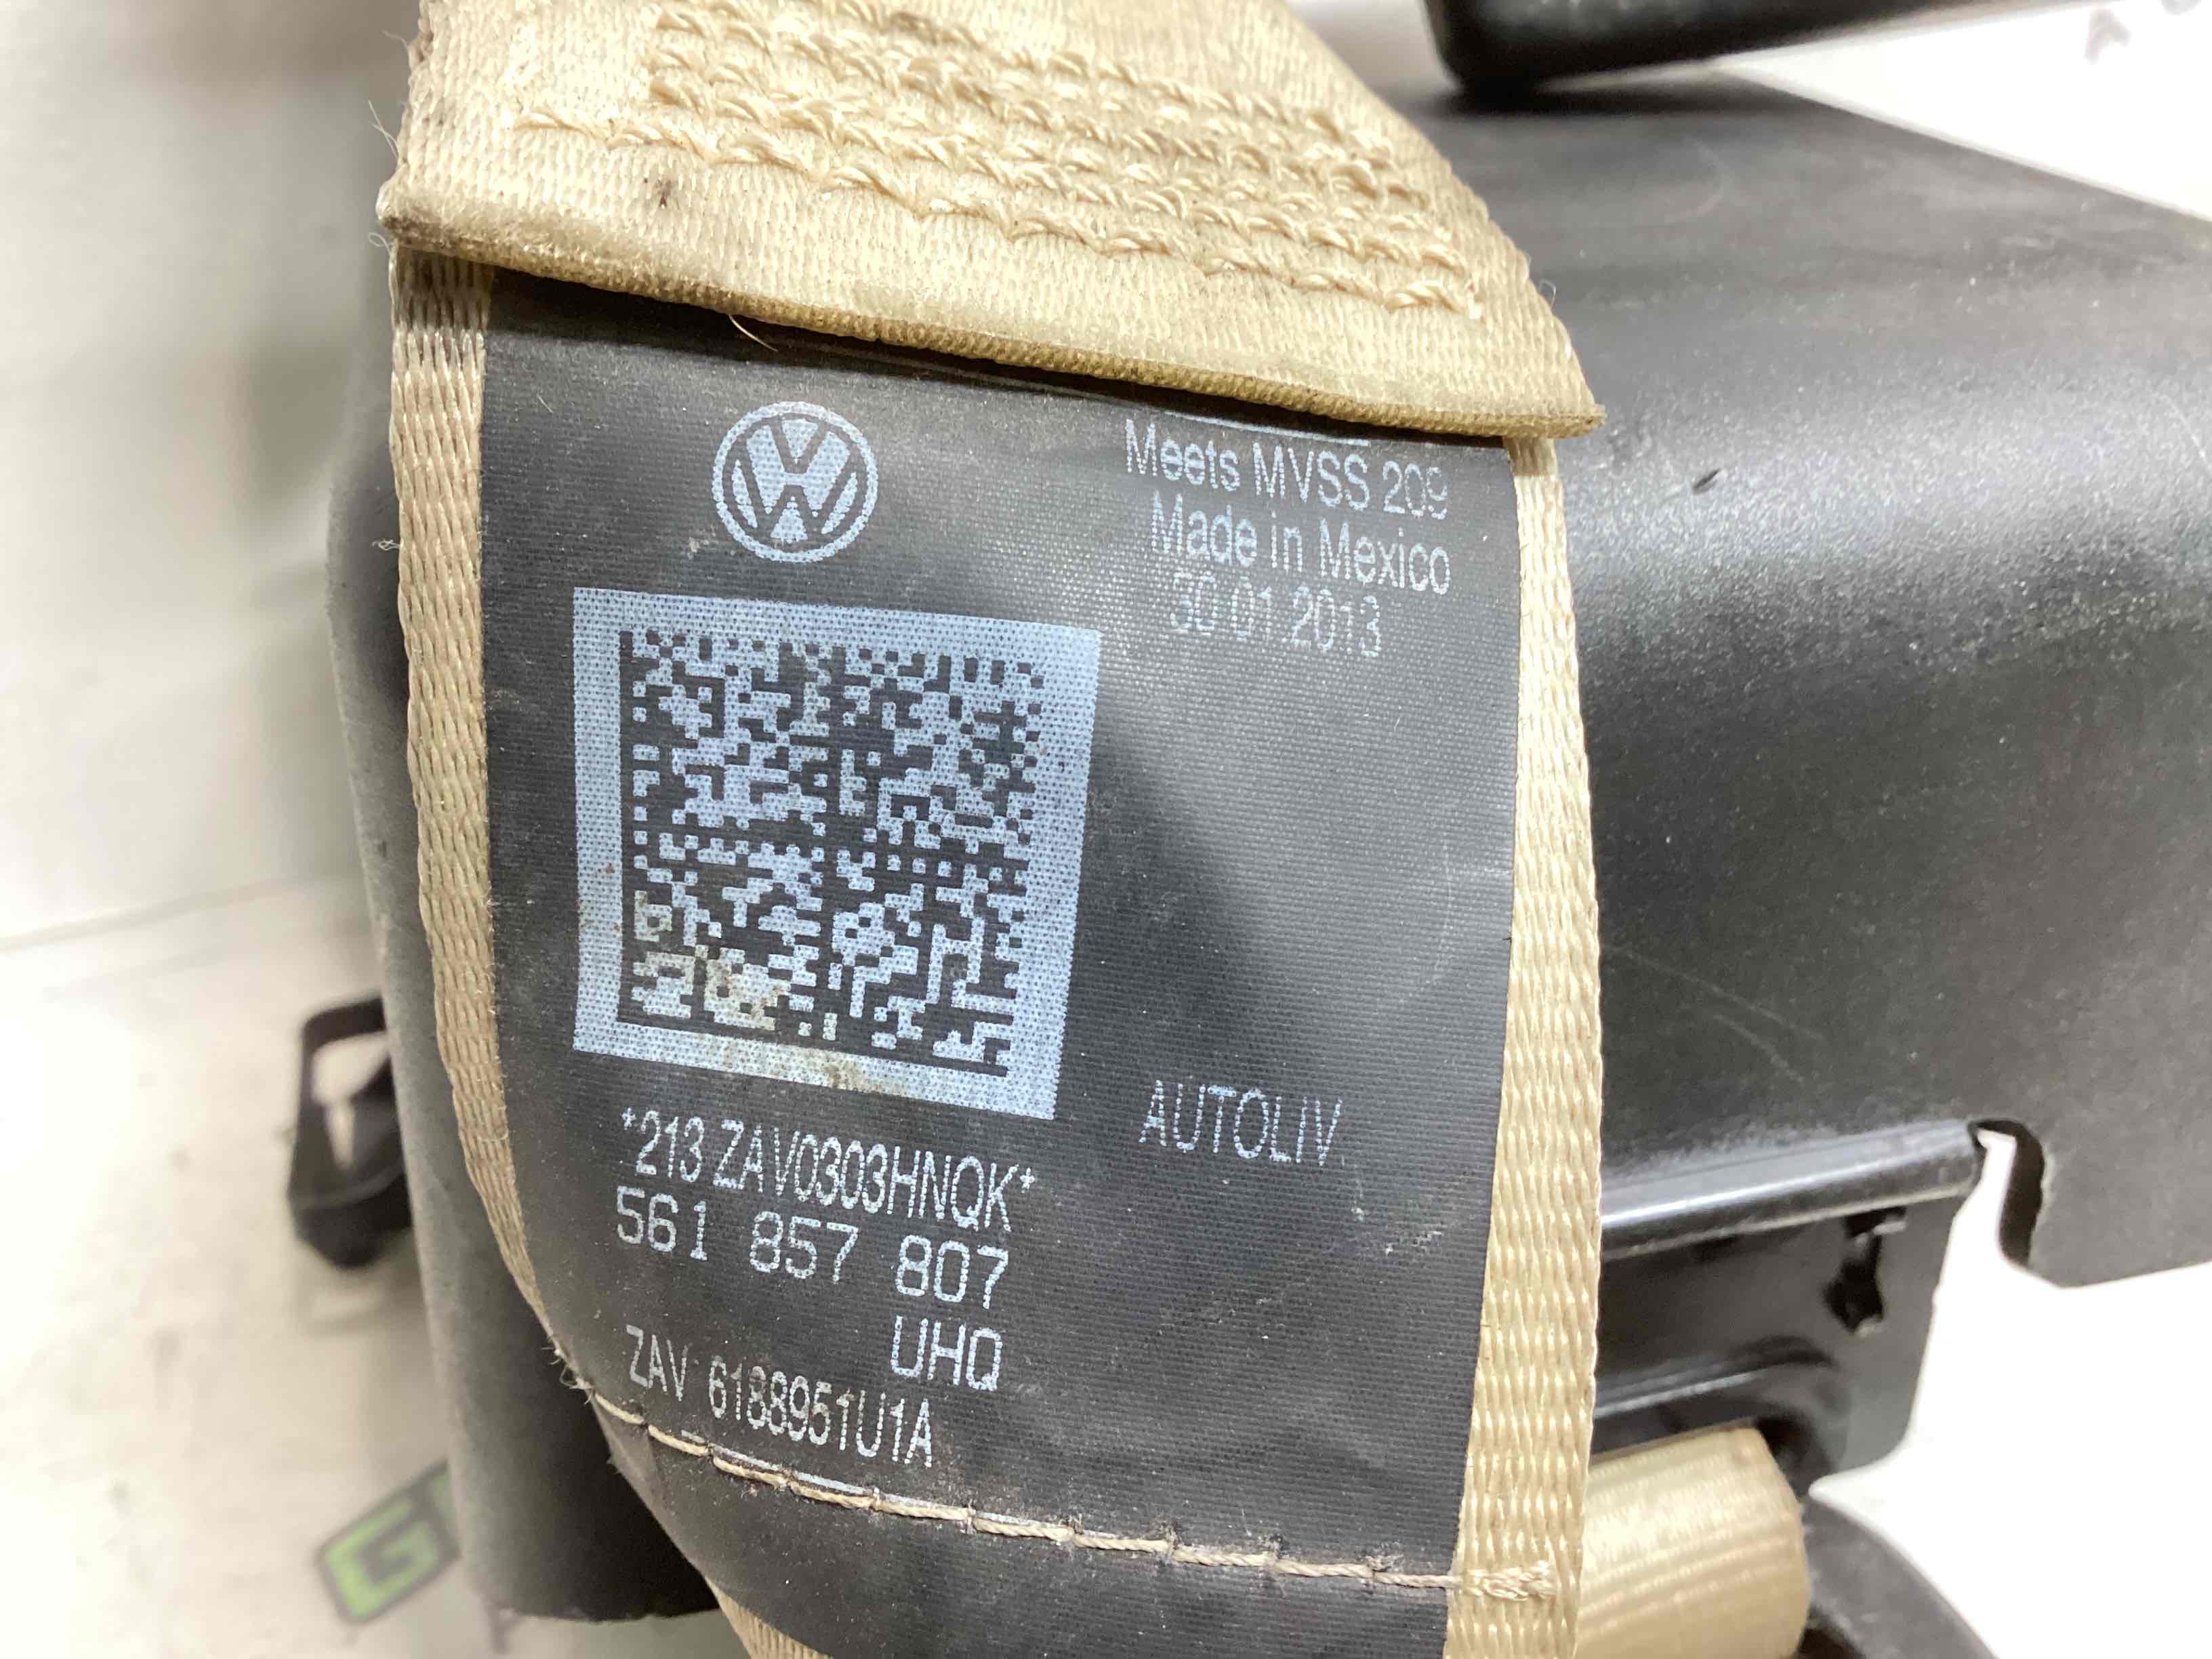 Meets MVSS 209
Made in Mexico
30.01.2013
AUTOLIV
*213 ZAV0303HNQK*
561 857 807
UHQ
ZAV 6188951U1A